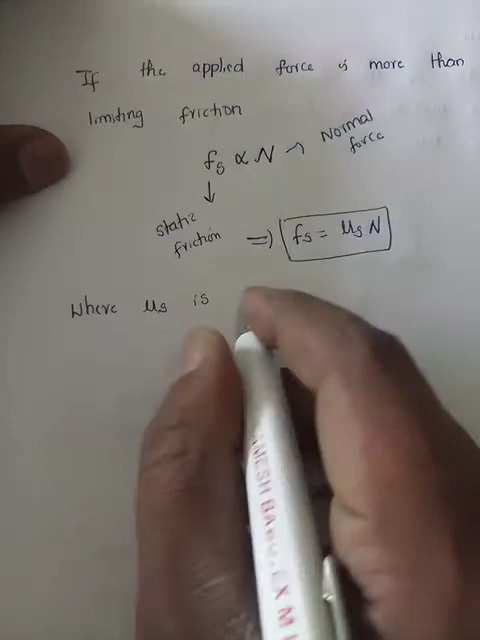 If the applied force is more than
limiting friction
fs ∝ N → Normal force
↓
static friction ⇒ fs = μs N
Where μs is